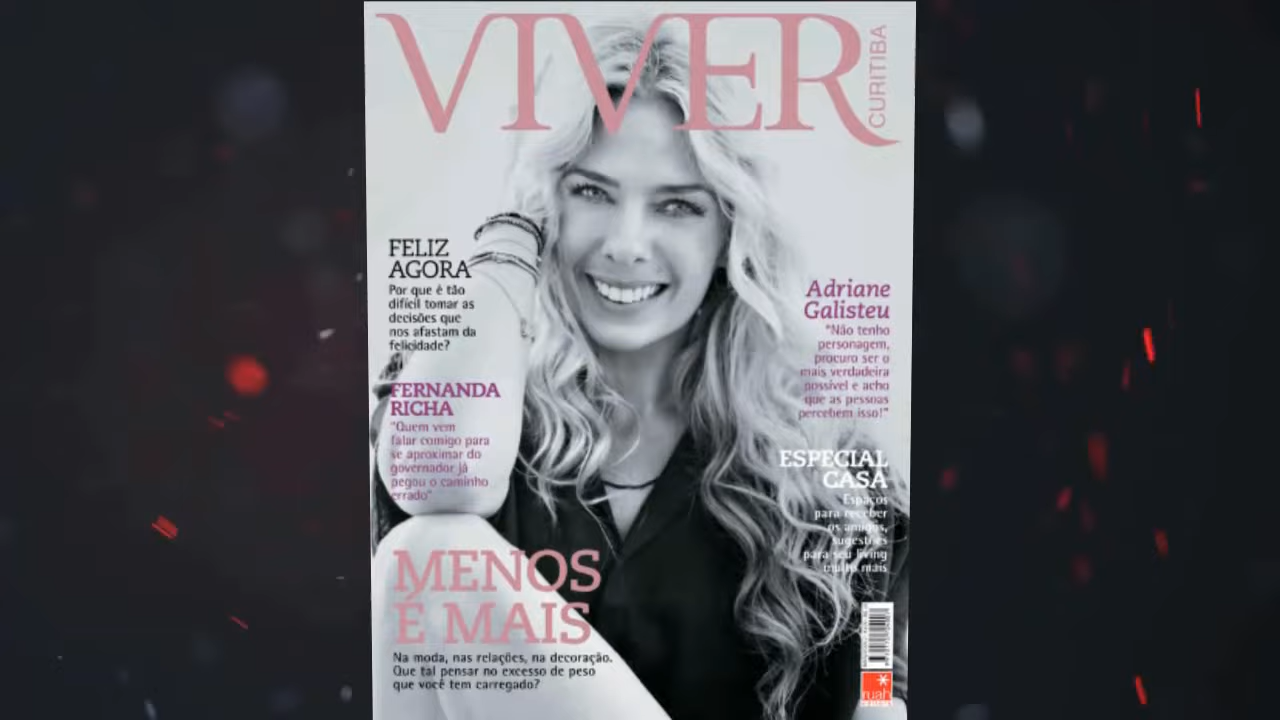 VIVER
CURITIBA
FELIZ
AGORA
Por que é tão
difícil tomar as
decisões que
nos afastam da
felicidade?
FERNANDA
RICHA
"Quem vem
falar comigo para
se aproximar do
governador já
pegou o caminho
errado"
Adriane
Galisteu
"Não tenho
personagem,
procuro ser o
mais verdadeira
possível e acho
que as pessoas
percebem isso!"
ESPECIAL
CASA
Espaços
para receber
os amigos,
sugestões
para seu living
muito mais
MENOS
É MAIS
Na moda, nas relações, na decoração.
Que tal pensar no excesso de peso
que você tem carregado?
ruah